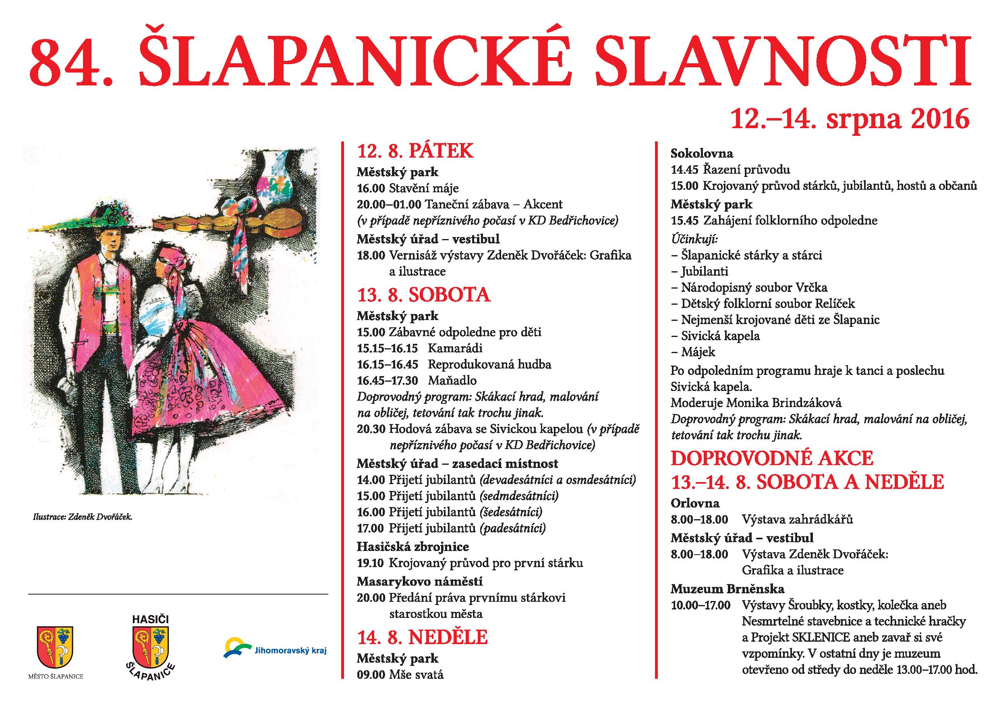 84. ŠLAPANICKÉ SLAVNOSTI
12.–14. srpna 2016
Ilustrace: Zdeněk Dvořáček.
MĚSTO ŠLAPANICE
HASIČI
ŠLAPANICE
Jihomoravský kraj
12. 8. PÁTEK
Městský park
16.00 Stavění máje
20.00–01.00 Taneční zábava – Akcent
(v případě nepříznivého počasí v KD Bedřichovice)
Městský úřad – vestibul
18.00 Vernisáž výstavy Zdeněk Dvořáček: Grafika
a ilustrace
13. 8. SOBOTA
Městský park
15.00 Zábavné odpoledne pro děti
15.15–16.15 Kamarádi
16.15–16.45 Reprodukovaná hudba
16.45–17.30 Maňadlo
Doprovodný program: Skákací hrad, malování
na obličej, tetování tak trochu jinak.
20.30 Hodová zábava se Sivickou kapelou (v případě
nepříznivého počasí v KD Bedřichovice)
Městský úřad – zasedací místnost
14.00 Přijetí jubilantů (devadesátníci a osmdesátníci)
15.00 Přijetí jubilantů (sedmdesátníci)
16.00 Přijetí jubilantů (šedesátníci)
17.00 Přijetí jubilantů (padesátníci)
Hasičská zbrojnice
19.10 Krojovaný průvod pro první stárku
Masarykovo náměstí
20.00 Předání práva prvnímu stárkovi
starostkou města
14. 8. NEDĚLE
Městský park
09.00 Mše svatá
Sokolovna
14.45 Řazení průvodu
15.00 Krojovaný průvod stárků, jubilantů, hostů a občanů
Městský park
15.45 Zahájení folklorního odpoledne
Účinkují:
– Šlapanické stárky a stárci
– Jubilanti
– Národopisný soubor Vrčka
– Dětský folklorní soubor Relíček
– Nejmenší krojované děti ze Šlapanic
– Sivická kapela
– Májek
Po odpoledním programu hraje k tanci a poslechu
Sivická kapela.
Moderuje Monika Brindzáková
Doprovodný program: Skákací hrad, malování na obličej,
tetování tak trochu jinak.
DOPROVODNÉ AKCE
13.–14. 8. SOBOTA A NEDĚLE
Orlovna
8.00–18.00 Výstava zahrádkářů
Městský úřad – vestibul
8.00–18.00 Výstava Zdeněk Dvořáček:
Grafika a ilustrace
Muzeum Brněnska
10.00–17.00 Výstavy Šroubky, kostky, kolečka aneb
Nesmrtelné stavebnice a technické hračky
a Projekt SKLENICE aneb zavař si své
vzpomínky. V ostatní dny je muzeum
otevřeno od středy do neděle 13.00–17.00 hod.